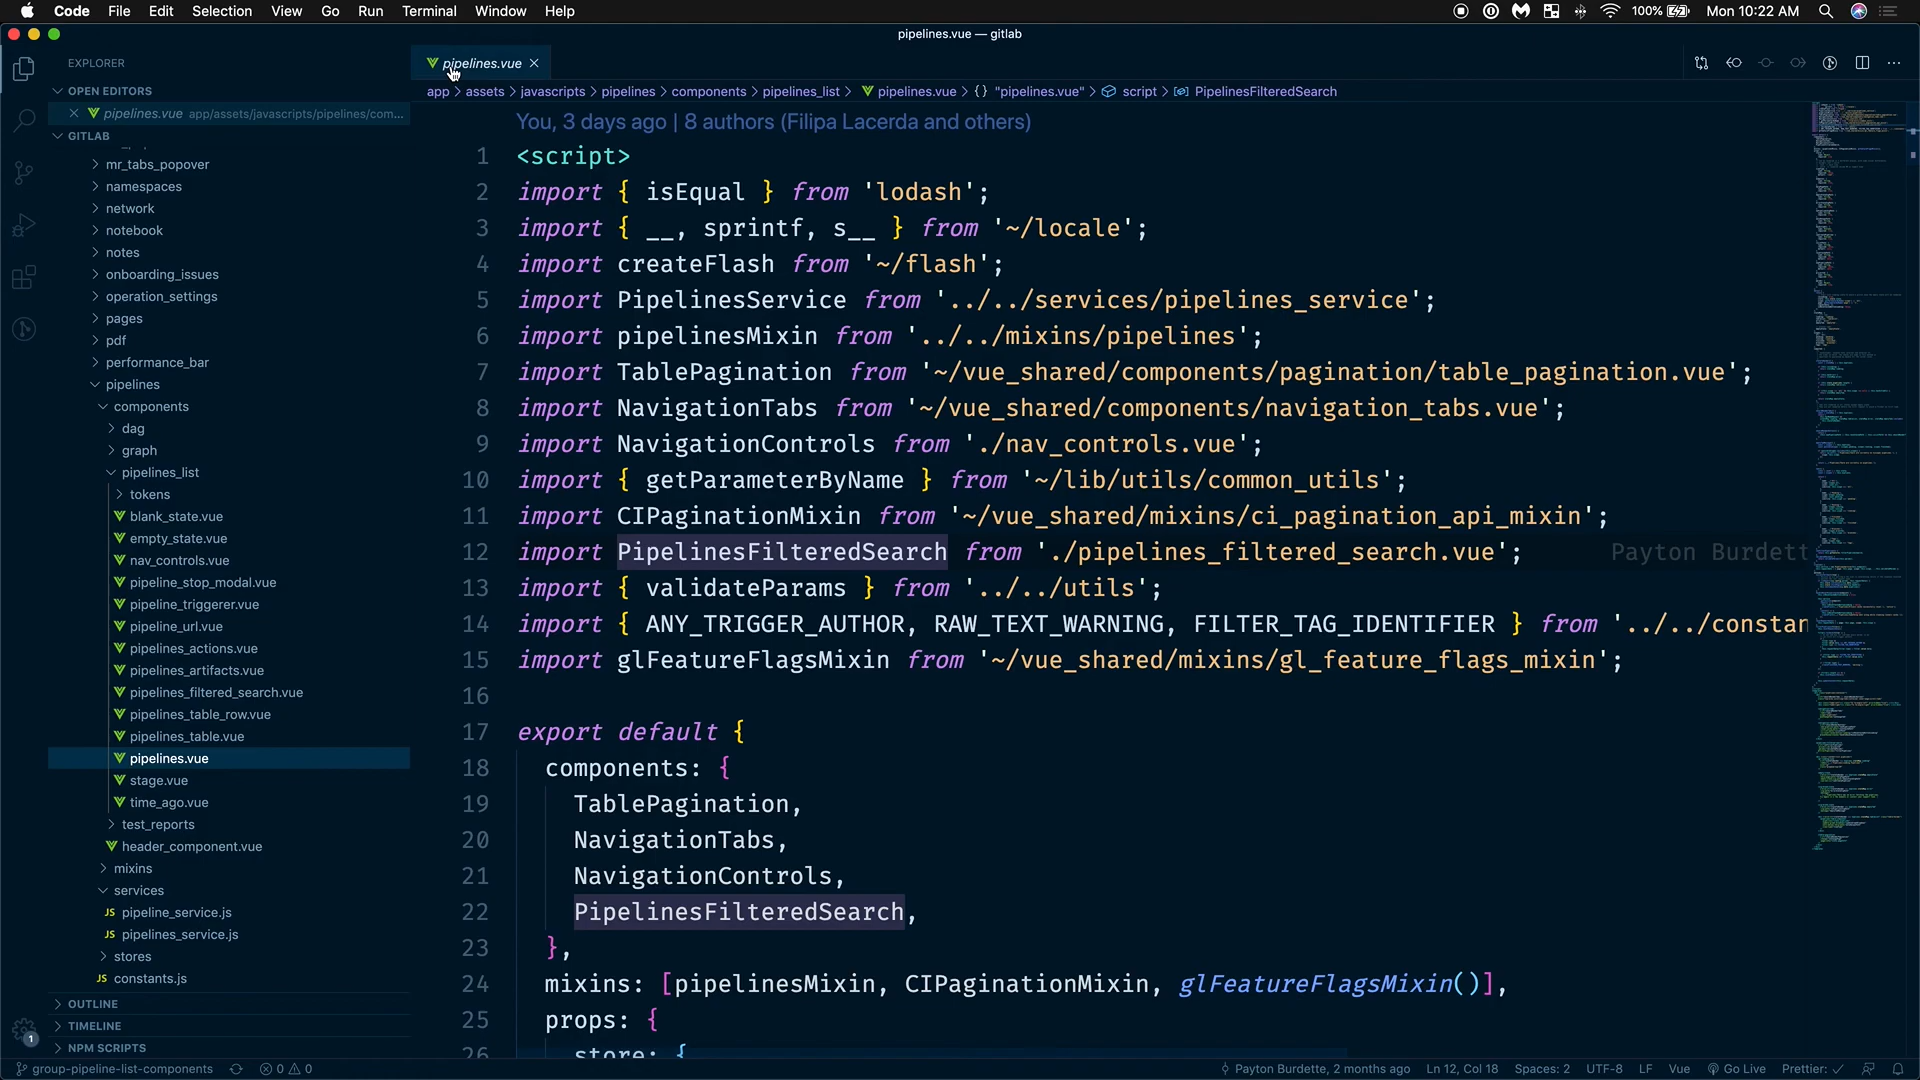 Code File Edit Selection View Go Run Terminal Window Help
100% Mon 10:22 AM
pipelines.vue — gitlab
EXPLORER
pipelines.vue
OPEN EDITORS
app > assets > javascripts > pipelines > components > pipelines_list > pipelines.vue > {} "pipelines.vue" > script > PipelinesFilteredSearch
pipelines.vue app/assets/javascripts/pipelines/com...
GITLAB
mr_tabs_popover
namespaces
network
notebook
notes
onboarding_issues
operation_settings
pages
pdf
performance_bar
pipelines
components
dag
graph
pipelines_list
tokens
blank_state.vue
empty_state.vue
nav_controls.vue
pipeline_stop_modal.vue
pipeline_triggerer.vue
pipeline_url.vue
pipelines_actions.vue
pipelines_artifacts.vue
pipelines_filtered_search.vue
pipelines_table_row.vue
pipelines_table.vue
pipelines.vue
stage.vue
time_ago.vue
test_reports
header_component.vue
mixins
services
JS pipeline_service.js
JS pipelines_service.js
stores
JS constants.js
OUTLINE
TIMELINE
NPM SCRIPTS
1
You, 3 days ago | 8 authors (Filipa Lacerda and others)
1 <script>
2 import { isEqual } from 'lodash';
3 import { __, sprintf, s__ } from '~/locale';
4 import createFlash from '~/flash';
5 import PipelinesService from '../../services/pipelines_service';
6 import pipelinesMixin from '../../mixins/pipelines';
7 import TablePagination from '~/vue_shared/components/pagination/table_pagination.vue';
8 import NavigationTabs from '~/vue_shared/components/navigation_tabs.vue';
9 import NavigationControls from './nav_controls.vue';
10 import { getParameterByName } from '~/lib/utils/common_utils';
11 import CIPaginationMixin from '~/vue_shared/mixins/ci_pagination_api_mixin';
12 import PipelinesFilteredSearch from './pipelines_filtered_search.vue'; Payton Burdett
13 import { validateParams } from '../../utils';
14 import { ANY_TRIGGER_AUTHOR, RAW_TEXT_WARNING, FILTER_TAG_IDENTIFIER } from '../../constan
15 import glFeatureFlagsMixin from '~/vue_shared/mixins/gl_feature_flags_mixin';
16
17 export default {
18 components: {
19 TablePagination,
20 NavigationTabs,
21 NavigationControls,
22 PipelinesFilteredSearch,
23 },
24 mixins: [pipelinesMixin, CIPaginationMixin, glFeatureFlagsMixin()],
25 props: {
26 store: {
group-pipeline-list-components 0 0 Payton Burdette, 2 months ago Ln 12, Col 18 Spaces: 2 UTF-8 LF Vue Go Live Prettier: ✓